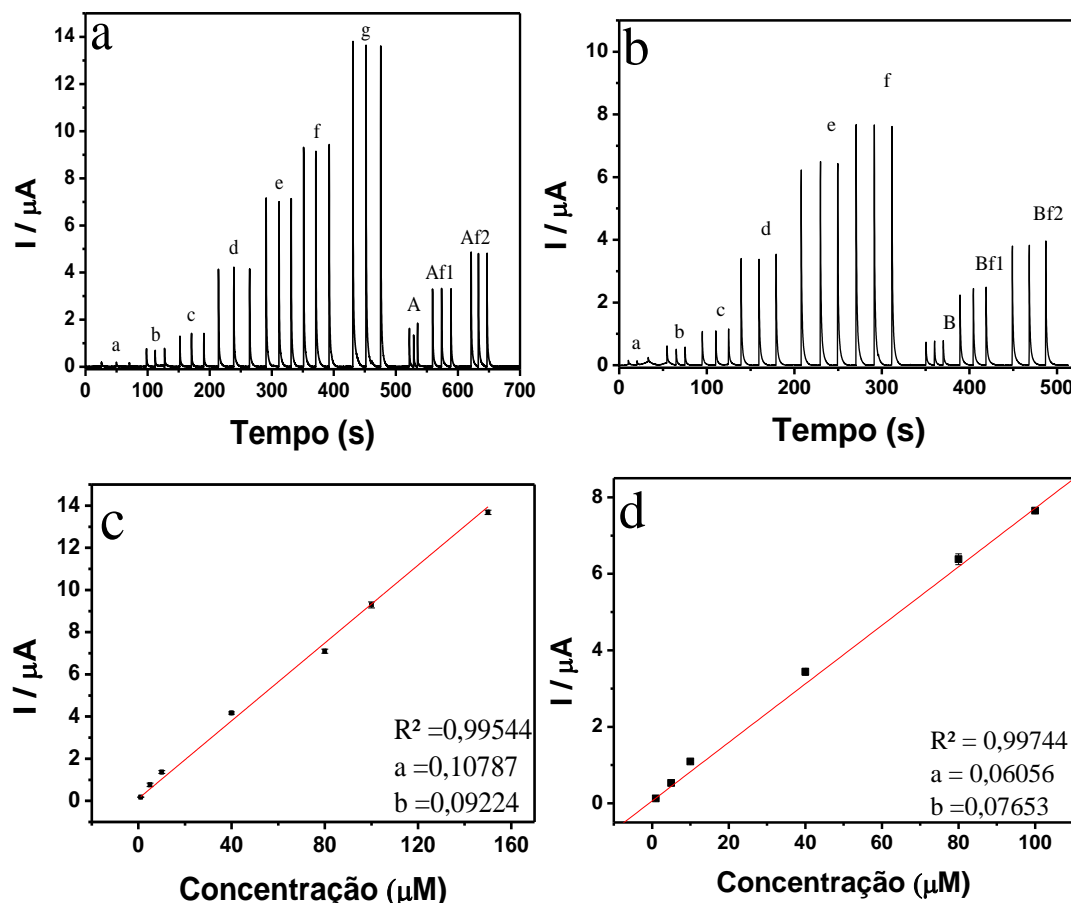 a
14
12
10
8
6
4
2
0
I / µA
a
b
c
d
e
f
g
A
Af1
Af2
0 100 200 300 400 500 600 700
Tempo (s)
b
10
8
6
4
2
0
I / µA
a
b
c
d
e
f
B
Bf1
Bf2
0 100 200 300 400 500
Tempo (s)
c
14
12
10
8
6
4
2
0
I / µA
R² =0,99544
a =0,10787
b =0,09224
0 40 80 120 160
Concentração (µM)
d
8
6
4
2
0
I / µA
R² = 0,99744
a = 0,06056
b =0,07653
0 20 40 60 80 100
Concentração (µM)